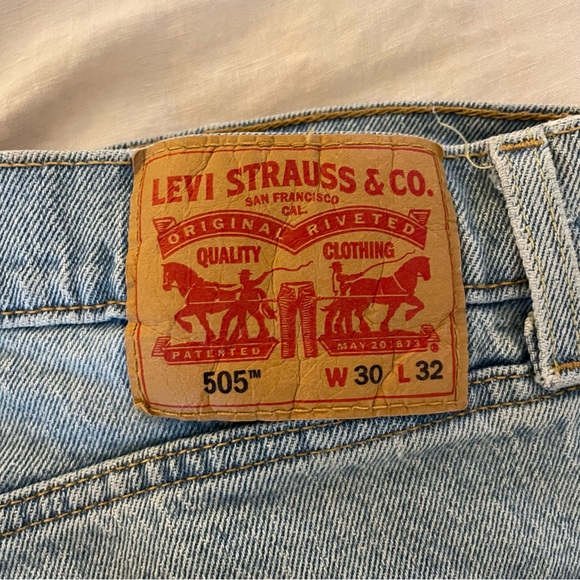 LEVI STRAUSS & CO.
SAN FRANCISCO
CAL.
ORIGINAL RIVETED
QUALITY CLOTHING
PATENTED MAY 20 1873
505™ W 30 L 32